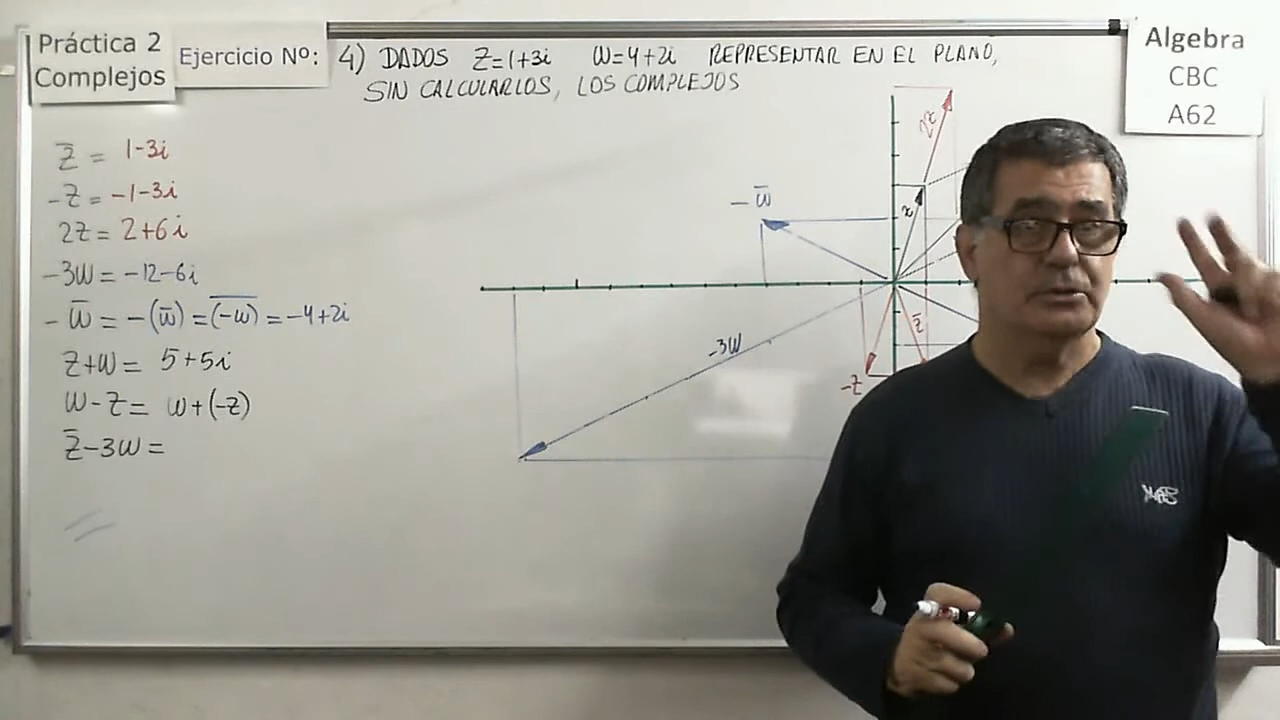 Práctica 2
Complejos
Ejercicio Nº:
4) DADOS Z=1+3i W=4+2i REPRESENTAR EN EL PLANO,
SIN CALCULARLOS, LOS COMPLEJOS
Algebra
CBC
A62
z̅ = 1-3i
-Z = -1-3i
2Z = 2+6i
-3W = -12-6i
-w̅ = -(w̅) = (-w)̅ = -4+2i
Z+W = 5+5i
W-Z = W+(-Z)
z̅-3W =
2Z
-w̅
z
z̅
-3W
-Z